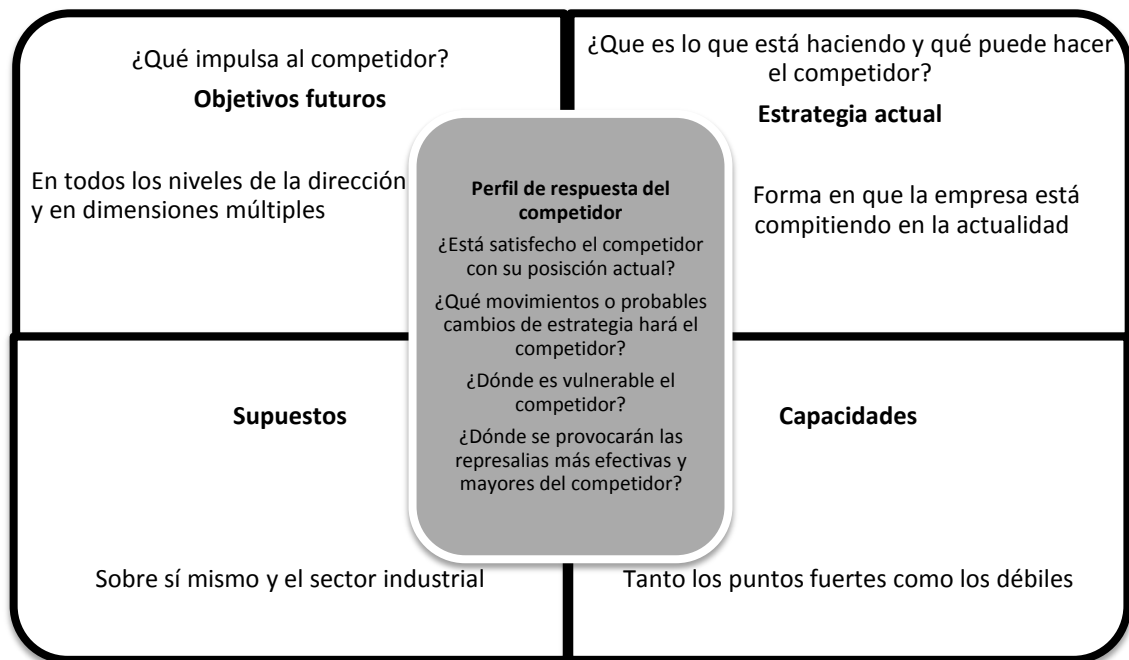 ¿Qué impulsa al competidor?
Objetivos futuros
En todos los niveles de la dirección
y en dimensiones múltiples
¿Que es lo que está haciendo y qué puede hacer
el competidor?
Estrategia actual
Forma en que la empresa está
compitiendo en la actualidad
Perfil de respuesta del
competidor
¿Está satisfecho el competidor
con su posisción actual?
¿Qué movimientos o probables
cambios de estrategia hará el
competidor?
¿Dónde es vulnerable el
competidor?
¿Dónde se provocarán las
represalias más efectivas y
mayores del competidor?
Supuestos
Sobre sí mismo y el sector industrial
Capacidades
Tanto los puntos fuertes como los débiles